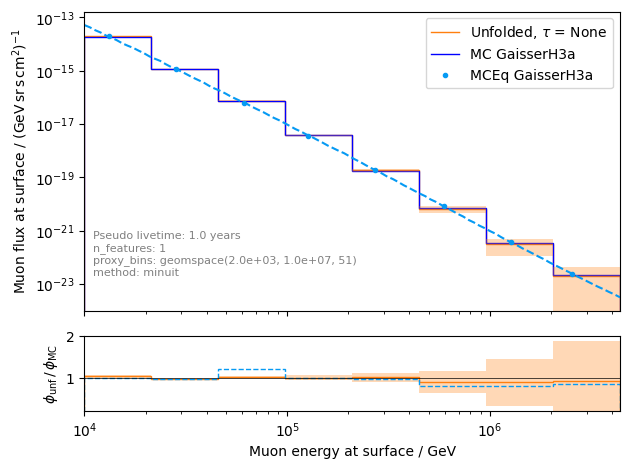 10⁻¹³
10⁻¹⁵
10⁻¹⁷
10⁻¹⁹
10⁻²¹
10⁻²³
Muon flux at surface / (GeV sr s cm²)⁻¹
Unfolded, τ = None
MC GaisserH3a
MCEq GaisserH3a
Pseudo livetime: 1.0 years
n_features: 1
proxy_bins: geomspace(2.0e+03, 1.0e+07, 51)
method: minuit
2
1
ϕunf / ϕMC
10⁴
10⁵
10⁶
Muon energy at surface / GeV